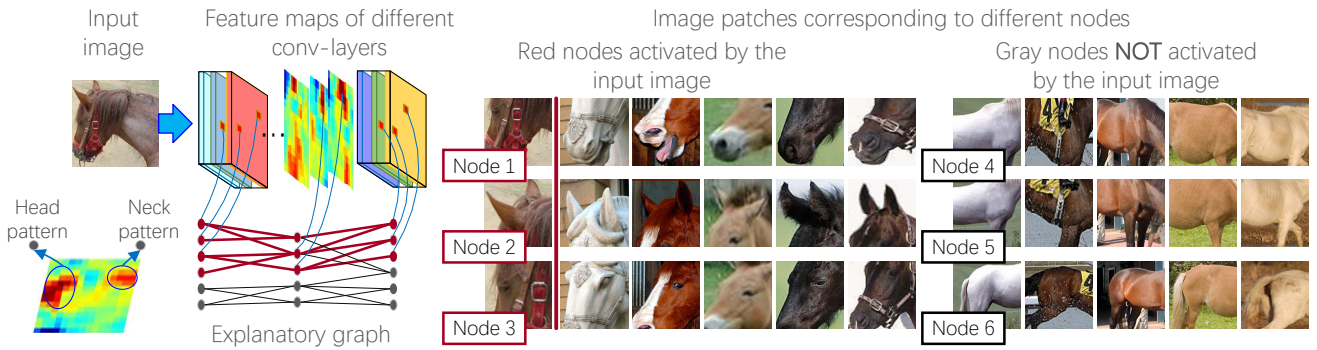 Input
image
Feature maps of different
conv-layers
Image patches corresponding to different nodes
Red nodes activated by the
input image
Gray nodes NOT activated
by the input image
...
Node 1
Node 4
Head
pattern
Neck
pattern
Node 2
Node 5
Node 3
Node 6
Explanatory graph